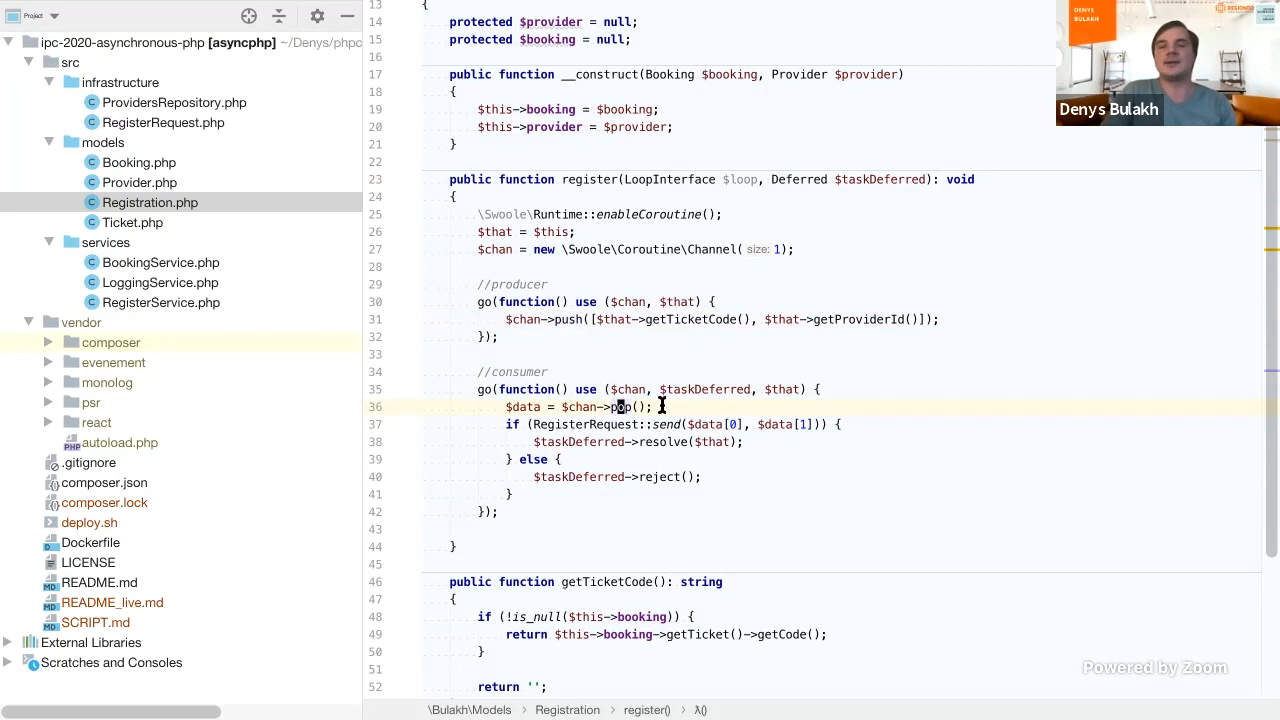 Project
ipc-2020-asynchronous-php [asyncphp] ~/Denys/phpc
src
infrastructure
ProvidersRepository.php
RegisterRequest.php
models
Booking.php
Provider.php
Registration.php
Ticket.php
services
BookingService.php
LoggingService.php
RegisterService.php
vendor
composer
evenement
monolog
psr
react
autoload.php
.gitignore
composer.json
composer.lock
deploy.sh
Dockerfile
LICENSE
README.md
README_live.md
SCRIPT.md
External Libraries
Scratches and Consoles
13 {
14 protected $provider = null;
15 protected $booking = null;
16
17 public function __construct(Booking $booking, Provider $provider)
18 {
19 $this->booking = $booking;
20 $this->provider = $provider;
21 }
22
23 public function register(LoopInterface $loop, Deferred $taskDeferred): void
24 {
25 \Swoole\Runtime::enableCoroutine();
26 $that = $this;
27 $chan = new \Swoole\Coroutine\Channel( size: 1);
28
29 //producer
30 go(function() use ($chan, $that) {
31 $chan->push([$that->getTicketCode(), $that->getProviderId()]);
32 });
33
34 //consumer
35 go(function() use ($chan, $taskDeferred, $that) {
36 $data = $chan->pop();
37 if (RegisterRequest::send($data[0], $data[1])) {
38 $taskDeferred->resolve($that);
39 } else {
40 $taskDeferred->reject();
41 }
42 });
43
44 }
45
46 public function getTicketCode(): string
47 {
48 if (!is_null($this->booking)) {
49 return $this->booking->getTicket()->getCode();
50 }
51
52 return '';
\Bulakh\Models > Registration > register() > λ()
DENYS
BULAKH
REGIONDO
Denys Bulakh
Powered by Zoom